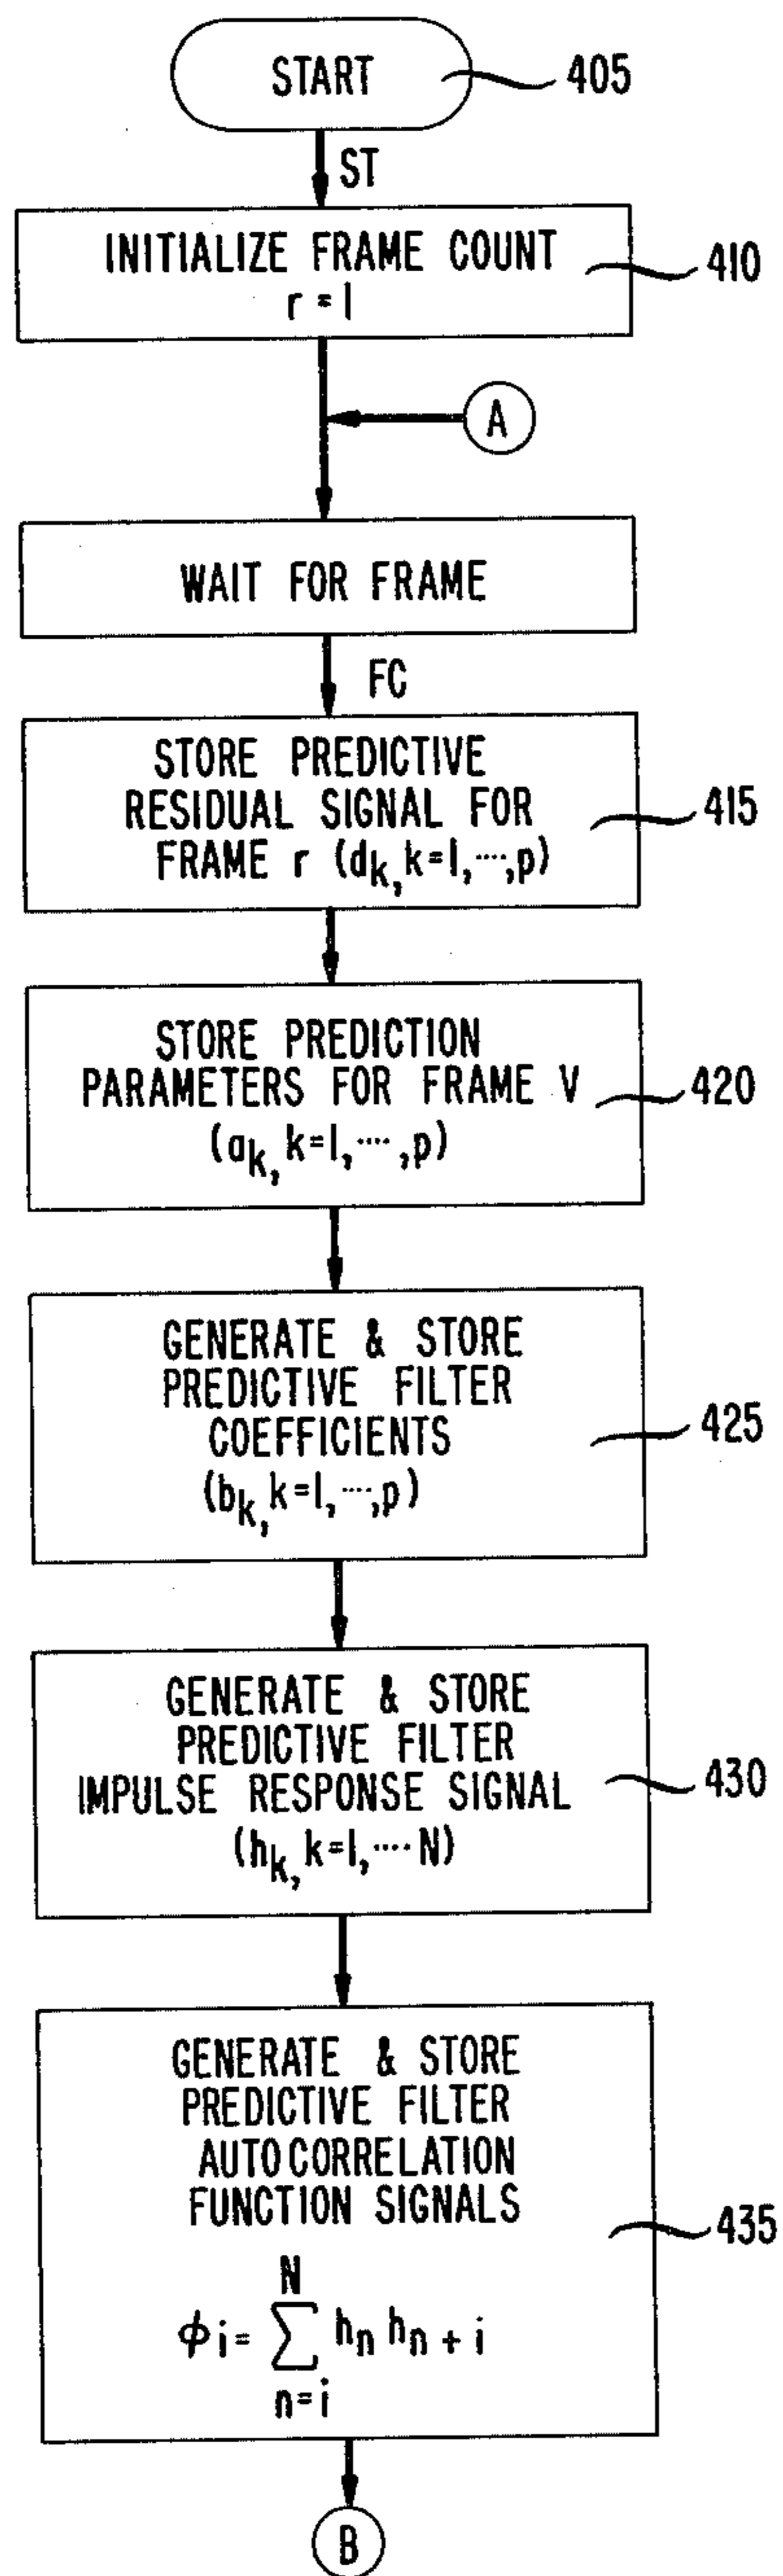 START
405
ST
INITIALIZE FRAME COUNT
r = 1
410
A
WAIT FOR FRAME
FC
STORE PREDICTIVE
RESIDUAL SIGNAL FOR
FRAME r (dk, k=1,····,p)
415
STORE PREDICTION
PARAMETERS FOR FRAME V
(ak, k=1,····,p)
420
GENERATE & STORE
PREDICTIVE FILTER
COEFFICIENTS
(bk, k=1,····,p)
425
GENERATE & STORE
PREDICTIVE FILTER
IMPULSE RESPONSE SIGNAL
(hk, k=1,···· N)
430
GENERATE & STORE
PREDICTIVE FILTER
AUTOCORRELATION
FUNCTION SIGNALS
435
N
ϕi= ∑ hn hn + i
n=i
B